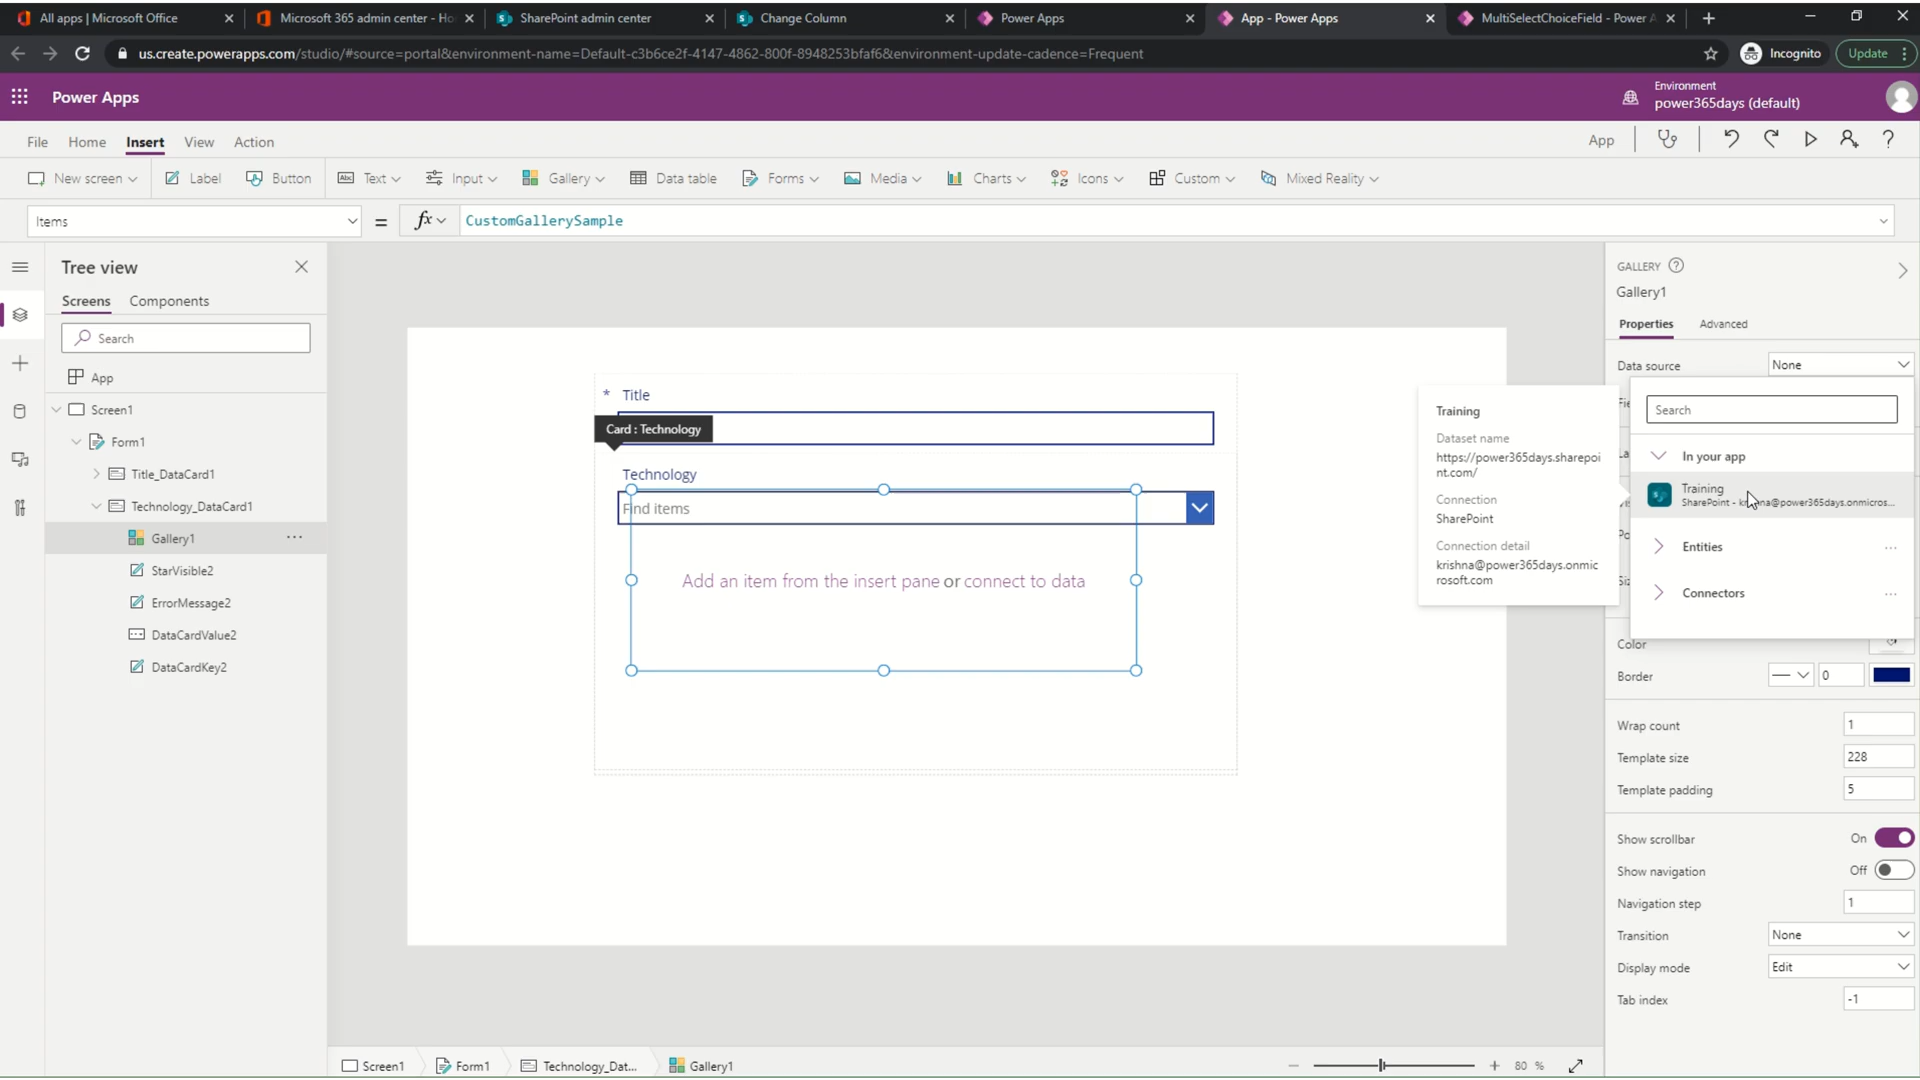 All apps | Microsoft Office
Microsoft 365 admin center - Ho
SharePoint admin center
Change Column
Power Apps
App - Power Apps
MultiSelectChoiceField - Power A
us.create.powerapps.com/studio/#source=portal&environment-name=Default-c3b6ce2f-4147-4862-800f-8948253bfaf6&environment-update-cadence=Frequent
Incognito
Update
Power Apps
Environment
power365days (default)
File
Home
Insert
View
Action
App
New screen
Label
Button
Abc
Text
Input
Gallery
Data table
Forms
Media
Charts
Icons
Custom
Mixed Reality
Items
=
fx
CustomGallerySample
Tree view
Screens
Components
Search
App
Screen1
Form1
Title_DataCard1
Technology_DataCard1
Gallery1
StarVisible2
ErrorMessage2
DataCardValue2
DataCardKey2
* Title
Card : Technology
Technology
Find items
Add an item from the insert pane or connect to data
Training
Dataset name
https://power365days.sharepoi
nt.com/
Connection
SharePoint
Connection detail
krishna@power365days.onmic
rosoft.com
GALLERY
Gallery1
Properties
Advanced
Data source
None
Search
In your app
Training
SharePoint - krishna@power365days.onmicros...
Entities
Connectors
Color
Border
0
Wrap count
1
Template size
228
Template padding
5
Show scrollbar
On
Show navigation
Off
Navigation step
1
Transition
None
Display mode
Edit
Tab index
-1
Screen1
Form1
Technology_Dat...
Gallery1
80 %